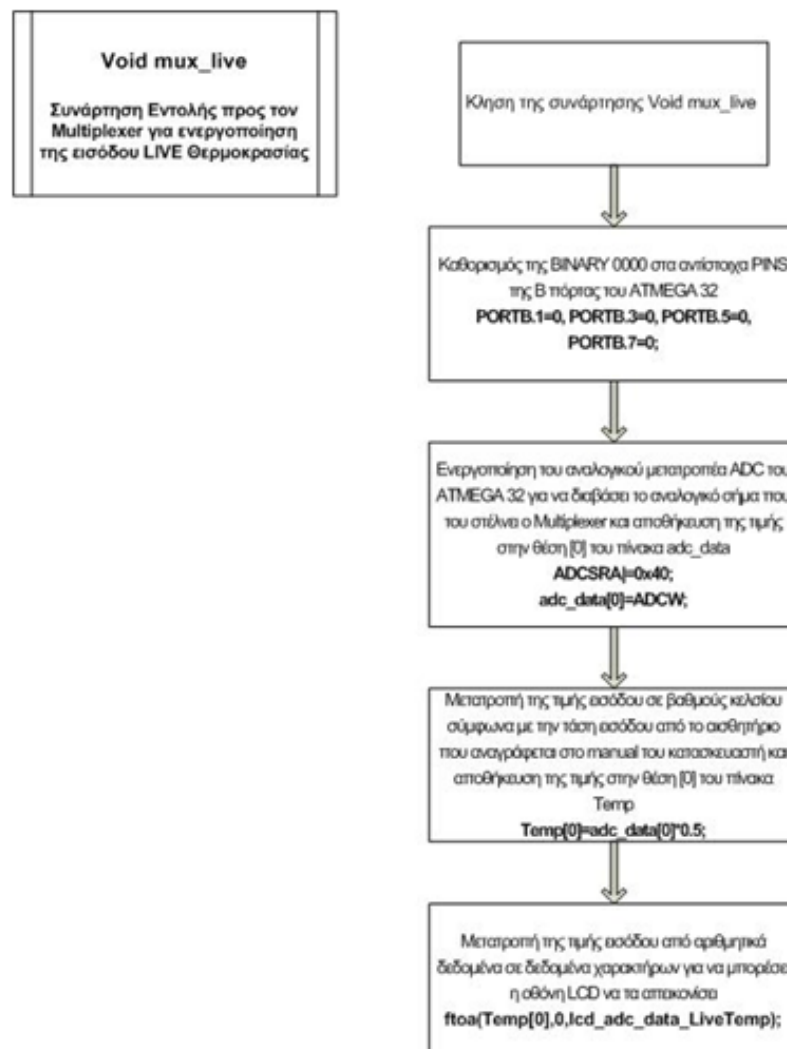 Void mux_live
Συνάρτηση Εντολής προς τον
Multiplexer για ενεργοποίηση
της εισόδου LIVE Θερμοκρασίας
Κληση της συνάρτησης Void mux_live
Καθορισμός της BINARY 0000 στα αντίστοιχα PINS
της Β πόρτας του ATMEGA 32
PORTB.1=0, PORTB.3=0, PORTB.5=0,
PORTB.7=0;
Ενεργοποίηση του αναλογικού μετατροπέα ADC του
ATMEGA 32 για να διαβάσει το αναλογικό σήμα που
του στέλνει ο Multiplexer και αποθήκευση της τιμής
στην θέση [0] του πίνακα adc_data
ADCSRA|=0x40;
adc_data[0]=ADCW;
Μετατροπή της τιμής εισόδου σε βαθμούς κελσίου
σύμφωνα με την τάση εισόδου από το αισθητήριο
που αναγράφεται στο manual του κατασκευαστή και
αποθήκευση της τιμής στην θέση [0] του πίνακα
Temp
Temp[0]=adc_data[0]*0.5;
Μετατροπή της τιμής εισόδου από αριθμητικά
δεδομένα σε δεδομένα χαρακτήρων για να μπορέσει
η οθόνη LCD να τα απεικονίσει
ftoa(Temp[0],0,lcd_adc_data_LiveTemp);